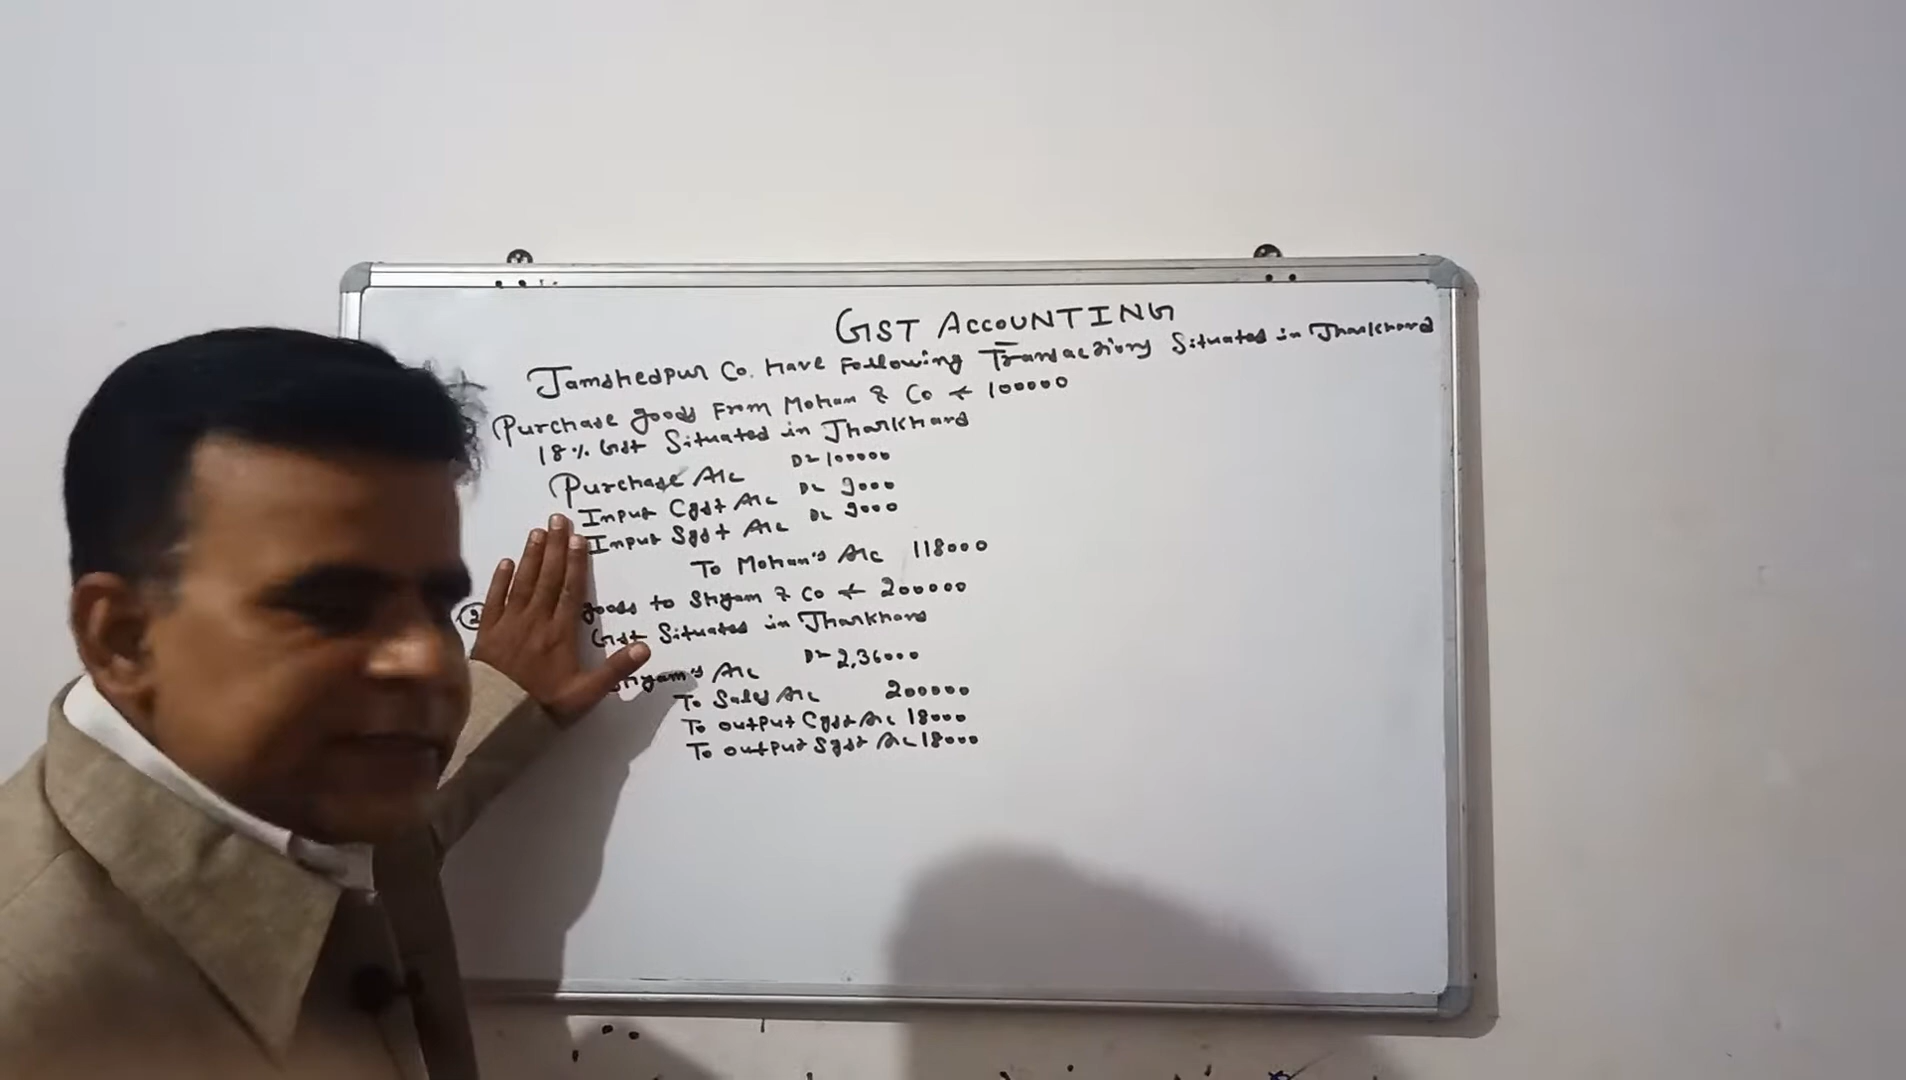 GST ACCOUNTING
Jamshedpur Co. Have Following Transactions Situated in Jharkhand
Purchase goods From Mohan & Co ₹ 100000
18% Gst Situated in Jharkhand
Purchase A/c Dr 100000
Input Cgst A/c Dr 9000
Input Sgst A/c Dr 9000
To Mohan's A/c 118000
② goods to Shyam & Co ₹ 200000
Gst Situated in Jharkhand
Shyam's A/c Dr 2,36000
To Sales A/c 200000
To output Cgst A/c 18000
To output Sgst A/c 18000